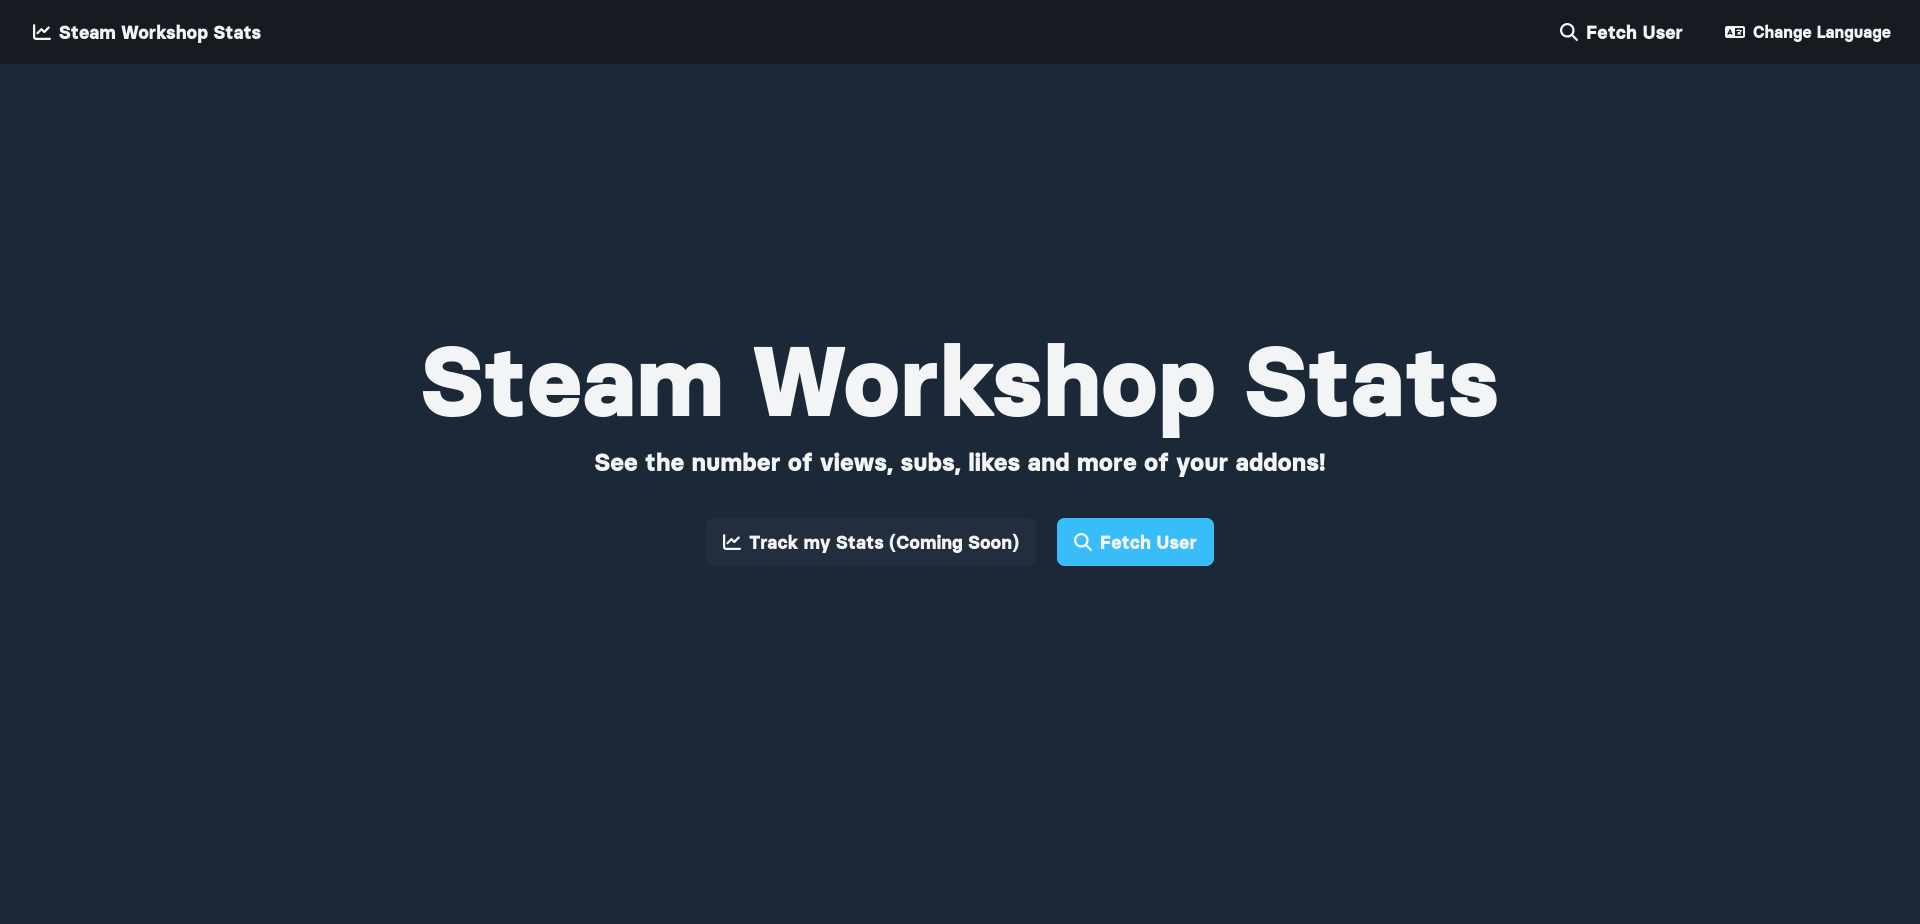 Steam Workshop Stats
Fetch User
Change Language
Steam Workshop Stats
See the number of views, subs, likes and more of your addons!
Track my Stats (Coming Soon)
Fetch User